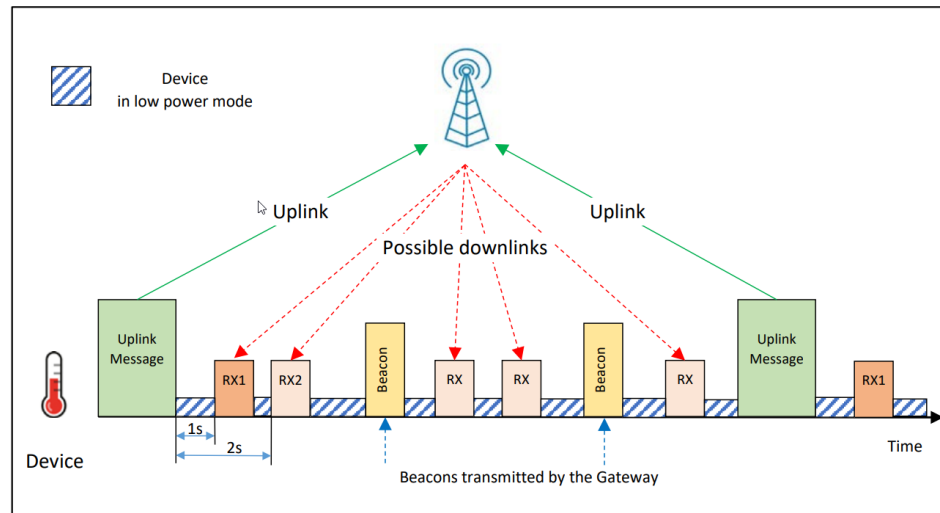 Device
in low power mode
Uplink
Uplink
Possible downlinks
Uplink
Message
RX1
RX2
Beacon
RX
RX
Beacon
RX
Uplink
Message
RX1
1s
2s
Time
Device
Beacons transmitted by the Gateway